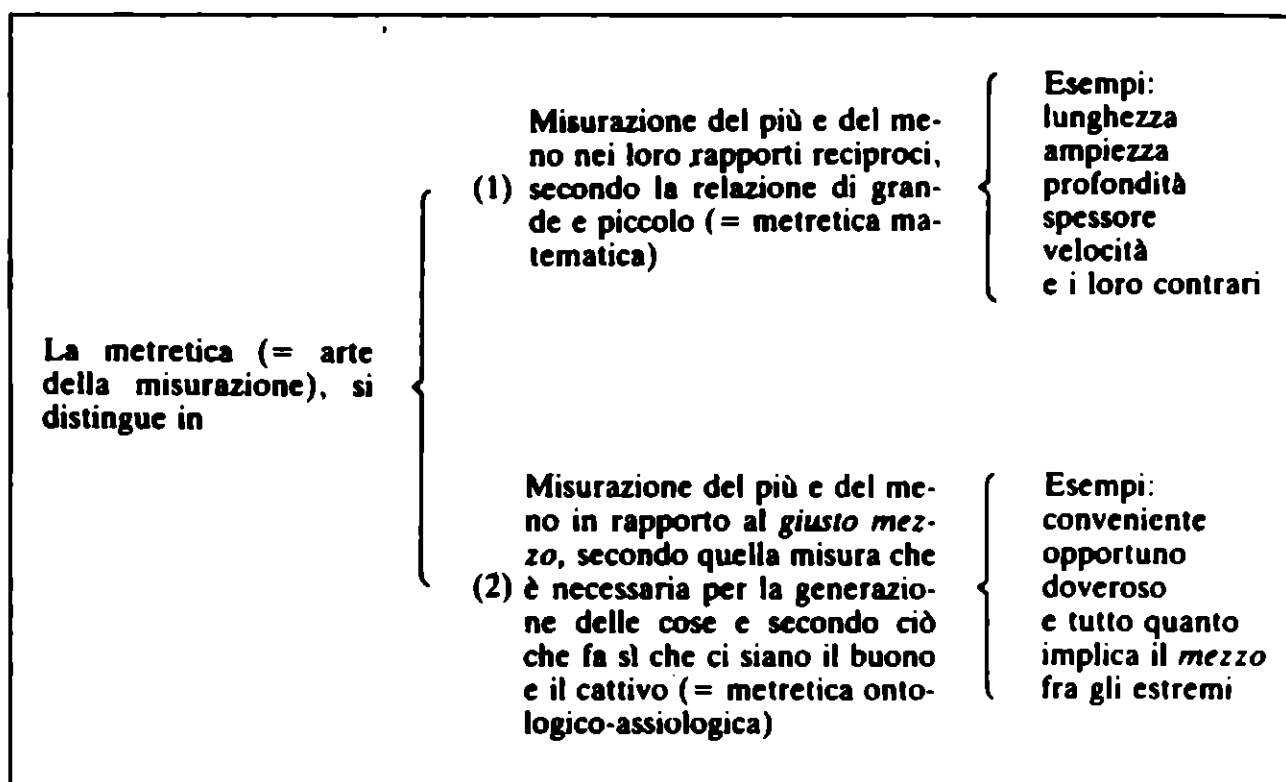 La metretica (= arte
della misurazione), si
distingue in
Misurazione del più e del me-
no nei loro rapporti reciproci,
(1) secondo la relazione di gran-
de e piccolo (= metretica ma-
tematica)
Esempi:
lunghezza
ampiezza
profondità
spessore
velocità
e i loro contrari
Misurazione del più e del me-
no in rapporto al giusto mez-
zo, secondo quella misura che
(2) è necessaria per la generazio-
ne delle cose e secondo ciò
che fa sì che ci siano il buono
e il cattivo (= metretica onto-
logico-assiologica)
Esempi:
conveniente
opportuno
doveroso
e tutto quanto
implica il mezzo
fra gli estremi